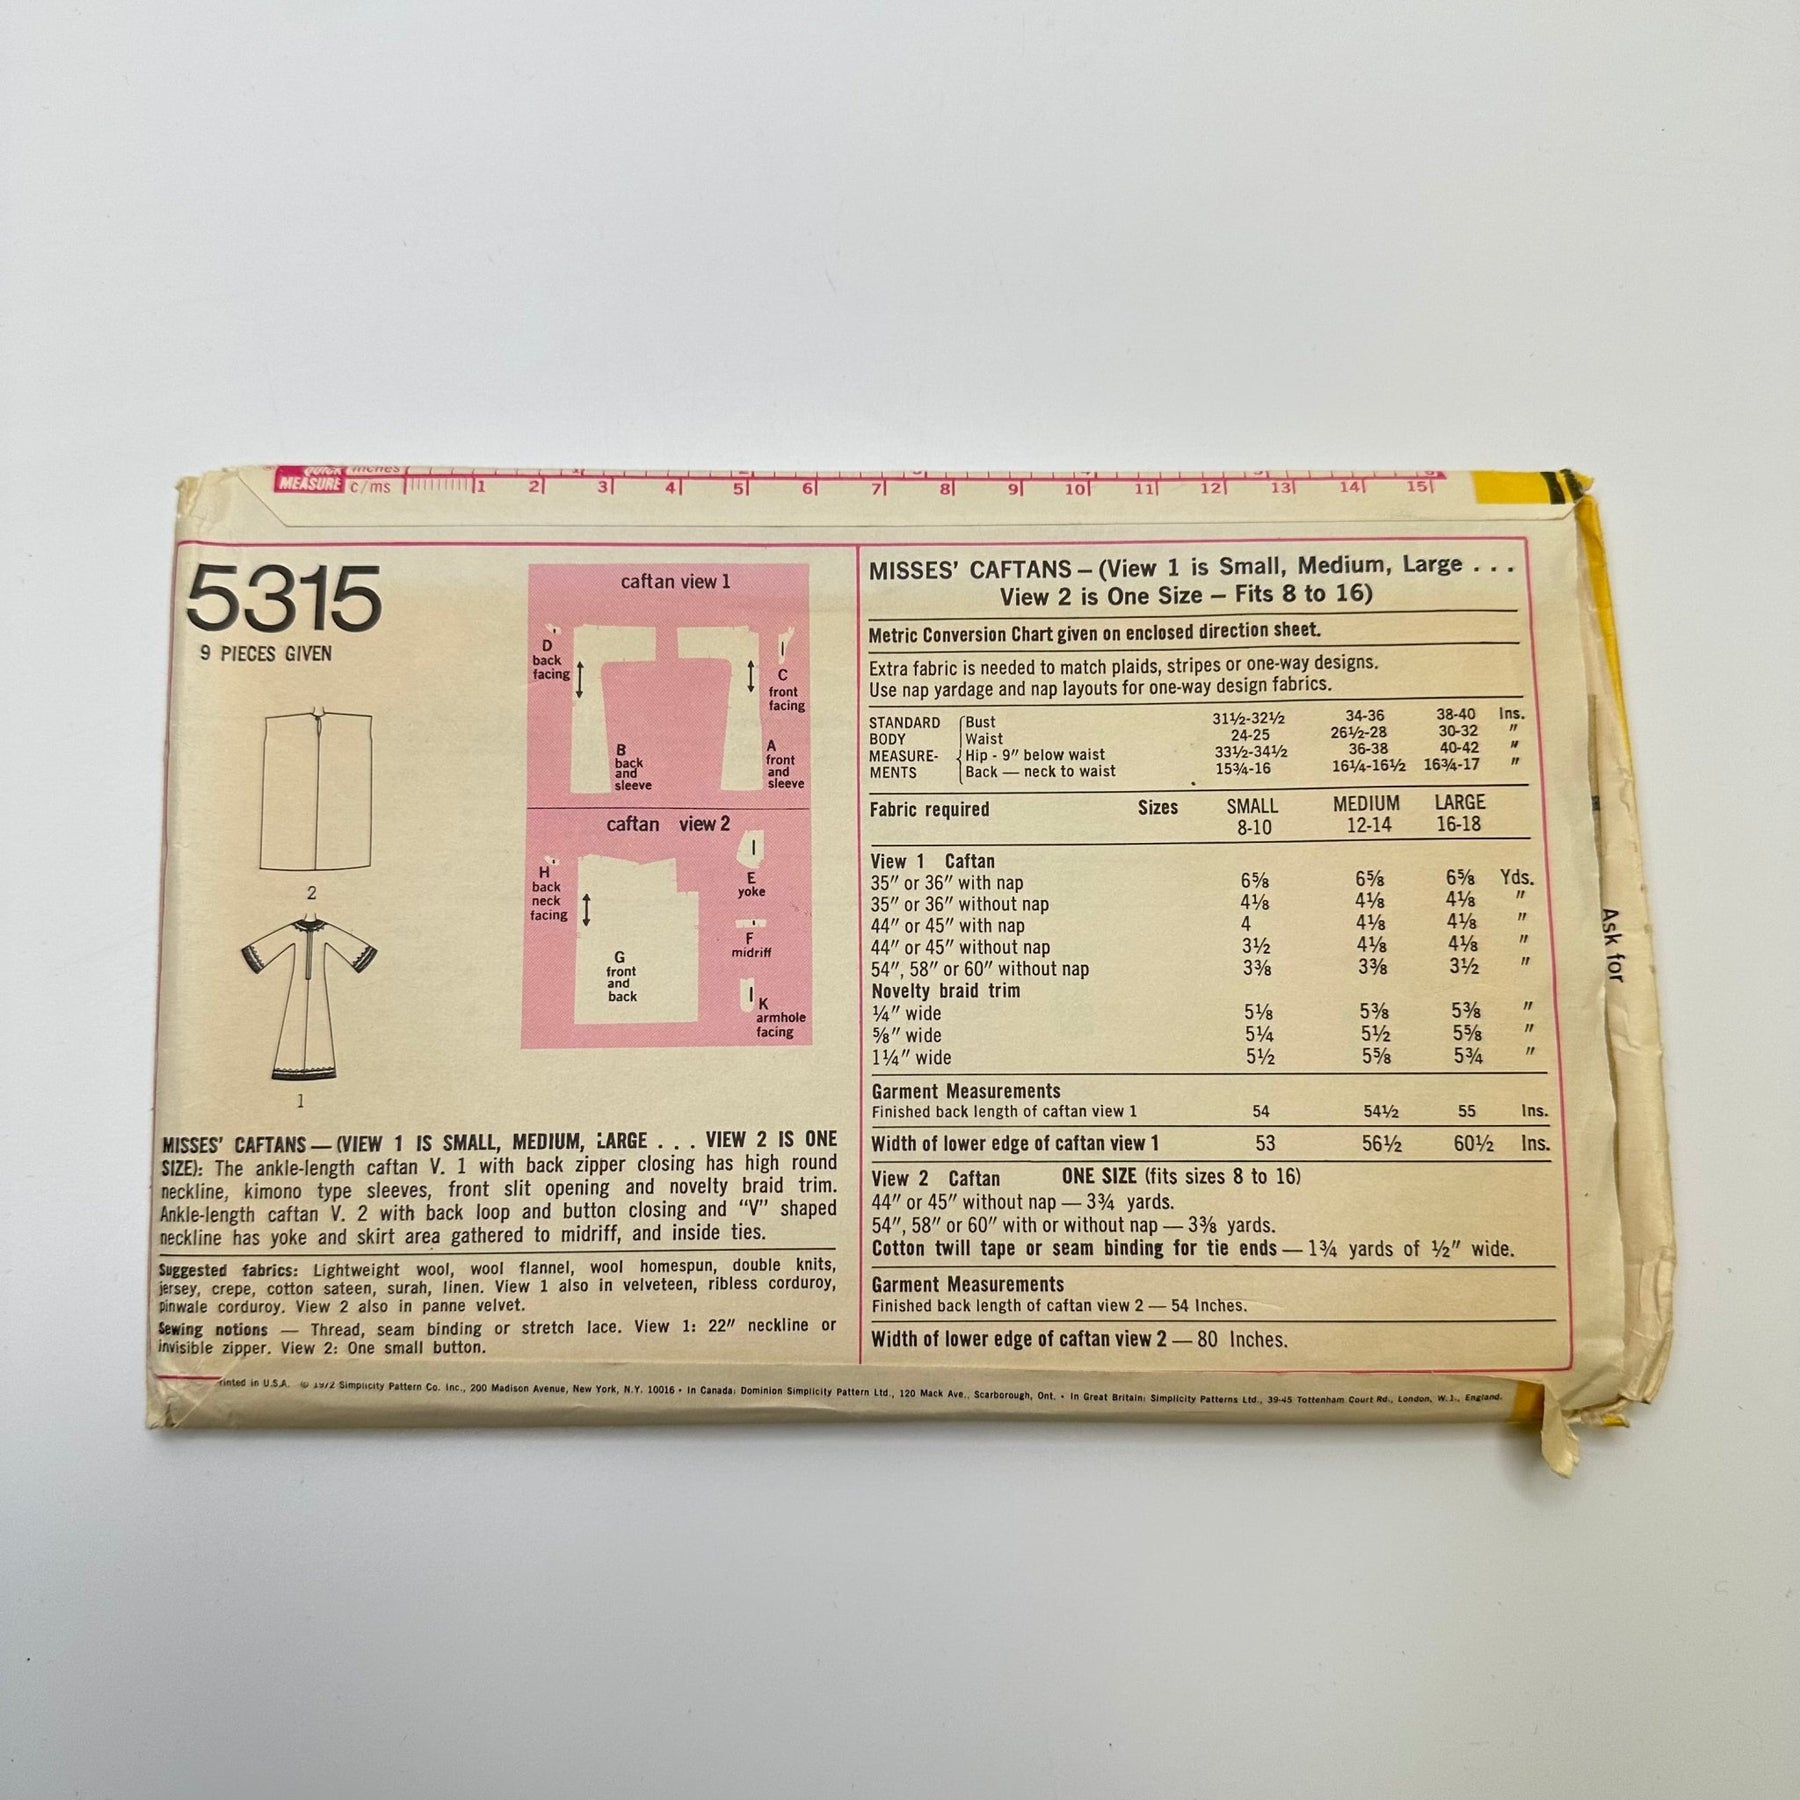 QUICK inches
MEASURE c/ms 1 2 3 4 5 6 7 8 9 10 11 12 13 14 15
5315
9 PIECES GIVEN
2
1
caftan view 1
D
back
facing
C
front
facing
B
back
and
sleeve
A
front
and
sleeve
caftan view 2
H
back
neck
facing
E
yoke
F
midriff
G
front
and
back
K
armhole
facing
MISSES' CAFTANS — (VIEW 1 IS SMALL, MEDIUM, LARGE . . . VIEW 2 IS ONE
SIZE): The ankle-length caftan V. 1 with back zipper closing has high round
neckline, kimono type sleeves, front slit opening and novelty braid trim.
Ankle-length caftan V. 2 with back loop and button closing and "V" shaped
neckline has yoke and skirt area gathered to midriff, and inside ties.
Suggested fabrics: Lightweight wool, wool flannel, wool homespun, double knits,
jersey, crepe, cotton sateen, surah, linen. View 1 also in velveteen, ribless corduroy,
pinwale corduroy. View 2 also in panne velvet.
Sewing notions — Thread, seam binding or stretch lace. View 1: 22" neckline or
invisible zipper. View 2: One small button.
MISSES' CAFTANS – (View 1 is Small, Medium, Large . . .
View 2 is One Size – Fits 8 to 16)
Metric Conversion Chart given on enclosed direction sheet.
Extra fabric is needed to match plaids, stripes or one-way designs.
Use nap yardage and nap layouts for one-way design fabrics.
STANDARD Bust 31½-32½ 34-36 38-40 Ins.
BODY Waist 24-25 26½-28 30-32 "
MEASURE- Hip - 9" below waist 33½-34½ 36-38 40-42 "
MENTS Back — neck to waist 15¾-16 16¼-16½ 16¾-17 "
Fabric required Sizes SMALL MEDIUM LARGE
8-10 12-14 16-18
View 1 Caftan
35" or 36" with nap 6⅝ 6⅝ 6⅝ Yds.
35" or 36" without nap 4⅛ 4⅛ 4⅛ "
44" or 45" with nap 4 4⅛ 4⅛ "
44" or 45" without nap 3½ 4⅛ 4⅛ "
54", 58" or 60" without nap 3⅜ 3⅜ 3½ "
Novelty braid trim
¼" wide 5⅛ 5⅜ 5⅜ "
⅝" wide 5¼ 5½ 5⅝ "
1¼" wide 5½ 5⅝ 5¾ "
Garment Measurements
Finished back length of caftan view 1 54 54½ 55 Ins.
Width of lower edge of caftan view 1 53 56½ 60½ Ins.
View 2 Caftan ONE SIZE (fits sizes 8 to 16)
44" or 45" without nap — 3¾ yards.
54", 58" or 60" with or without nap — 3⅜ yards.
Cotton twill tape or seam binding for tie ends — 1¾ yards of ½" wide.
Garment Measurements
Finished back length of caftan view 2 — 54 Inches.
Width of lower edge of caftan view 2 — 80 Inches.
rinted in U.S.A. © 1972 Simplicity Pattern Co. Inc., 200 Madison Avenue, New York, N.Y. 10016 • In Canada: Dominion Simplicity Pattern Ltd., 120 Mack Ave., Scarborough, Ont. • In Great Britain: Simplicity Patterns Ltd., 39-45 Tottenham Court Rd., London, W.1., England.
Ask for